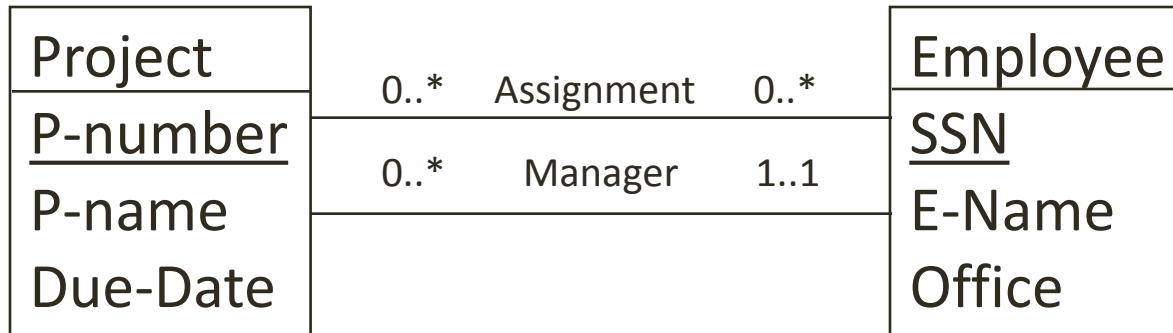 Project
P-number
P-name
Due-Date
0..* Assignment 0..*
0..* Manager 1..1
Employee
SSN
E-Name
Office